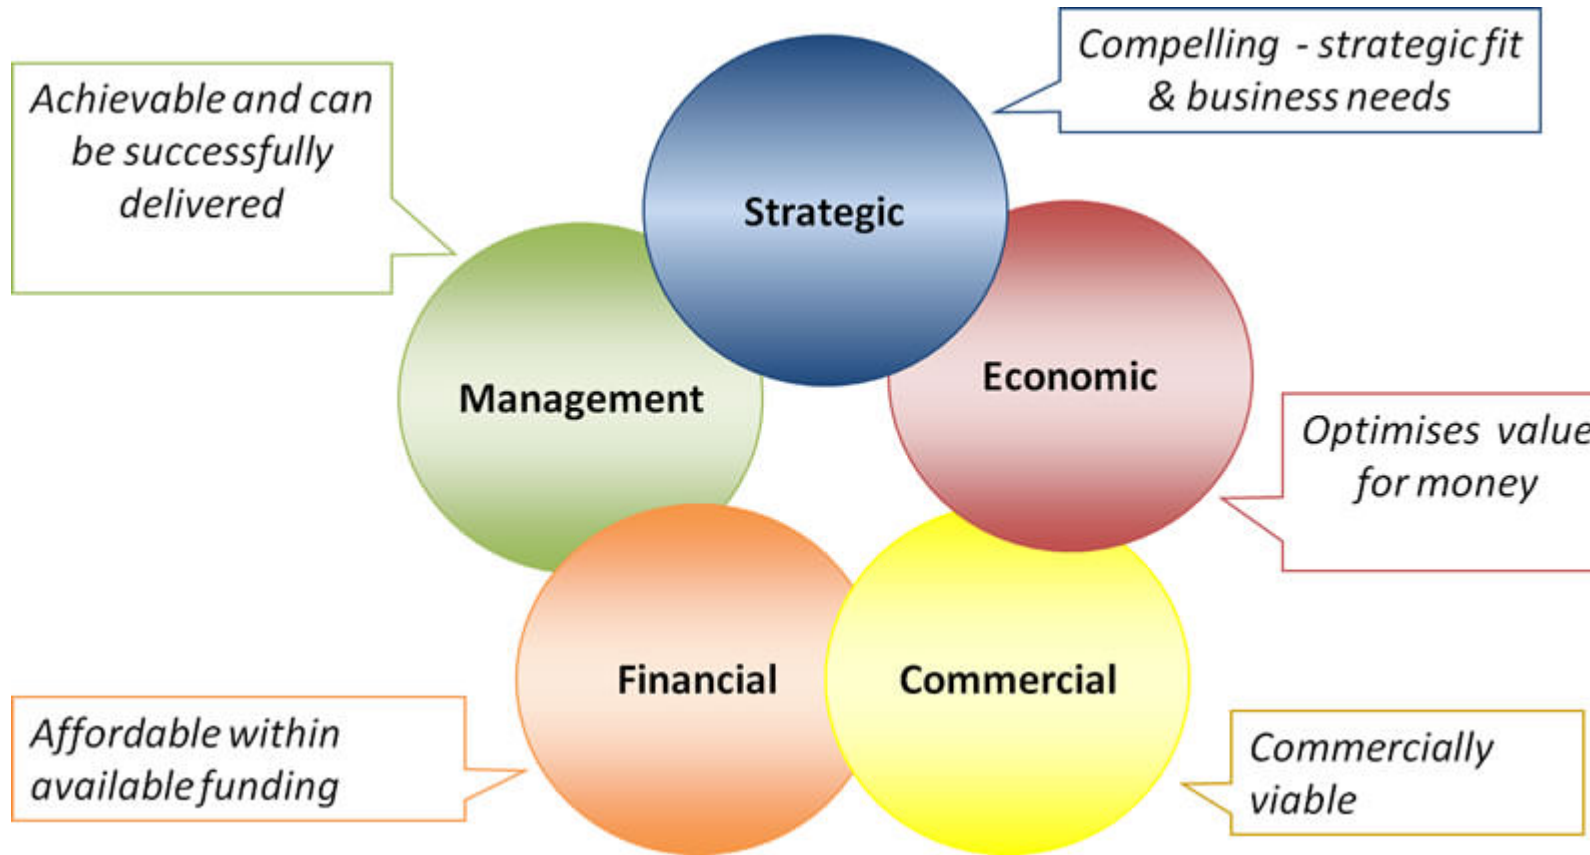 Compelling - strategic fit
& business needs
Achievable and can
be successfully
delivered
Strategic
Economic
Management
Optimises value
for money
Financial
Commercial
Affordable within
available funding
Commercially
viable